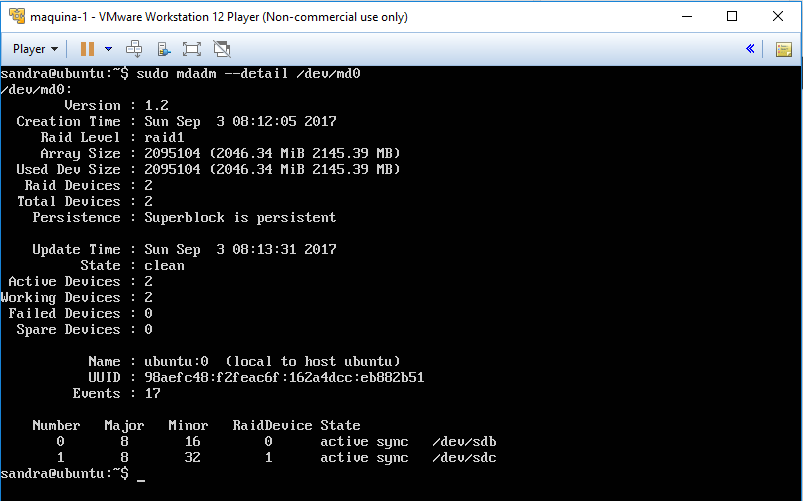 maquina-1 - VMware Workstation 12 Player (Non-commercial use only)
Player
sandra@ubuntu:~$ sudo mdadm --detail /dev/md0
/dev/md0:
Version : 1.2
Creation Time : Sun Sep  3 08:12:05 2017
Raid Level : raid1
Array Size : 2095104 (2046.34 MiB 2145.39 MB)
Used Dev Size : 2095104 (2046.34 MiB 2145.39 MB)
Raid Devices : 2
Total Devices : 2
Persistence : Superblock is persistent
Update Time : Sun Sep  3 08:13:31 2017
State : clean
Active Devices : 2
Working Devices : 2
Failed Devices : 0
Spare Devices : 0
Name : ubuntu:0  (local to host ubuntu)
UUID : 98aefc48:f2feac6f:162a4dcc:eb882b51
Events : 17
Number   Major   Minor   RaidDevice State
0       8       16        0      active sync   /dev/sdb
1       8       32        1      active sync   /dev/sdc
sandra@ubuntu:~$ _